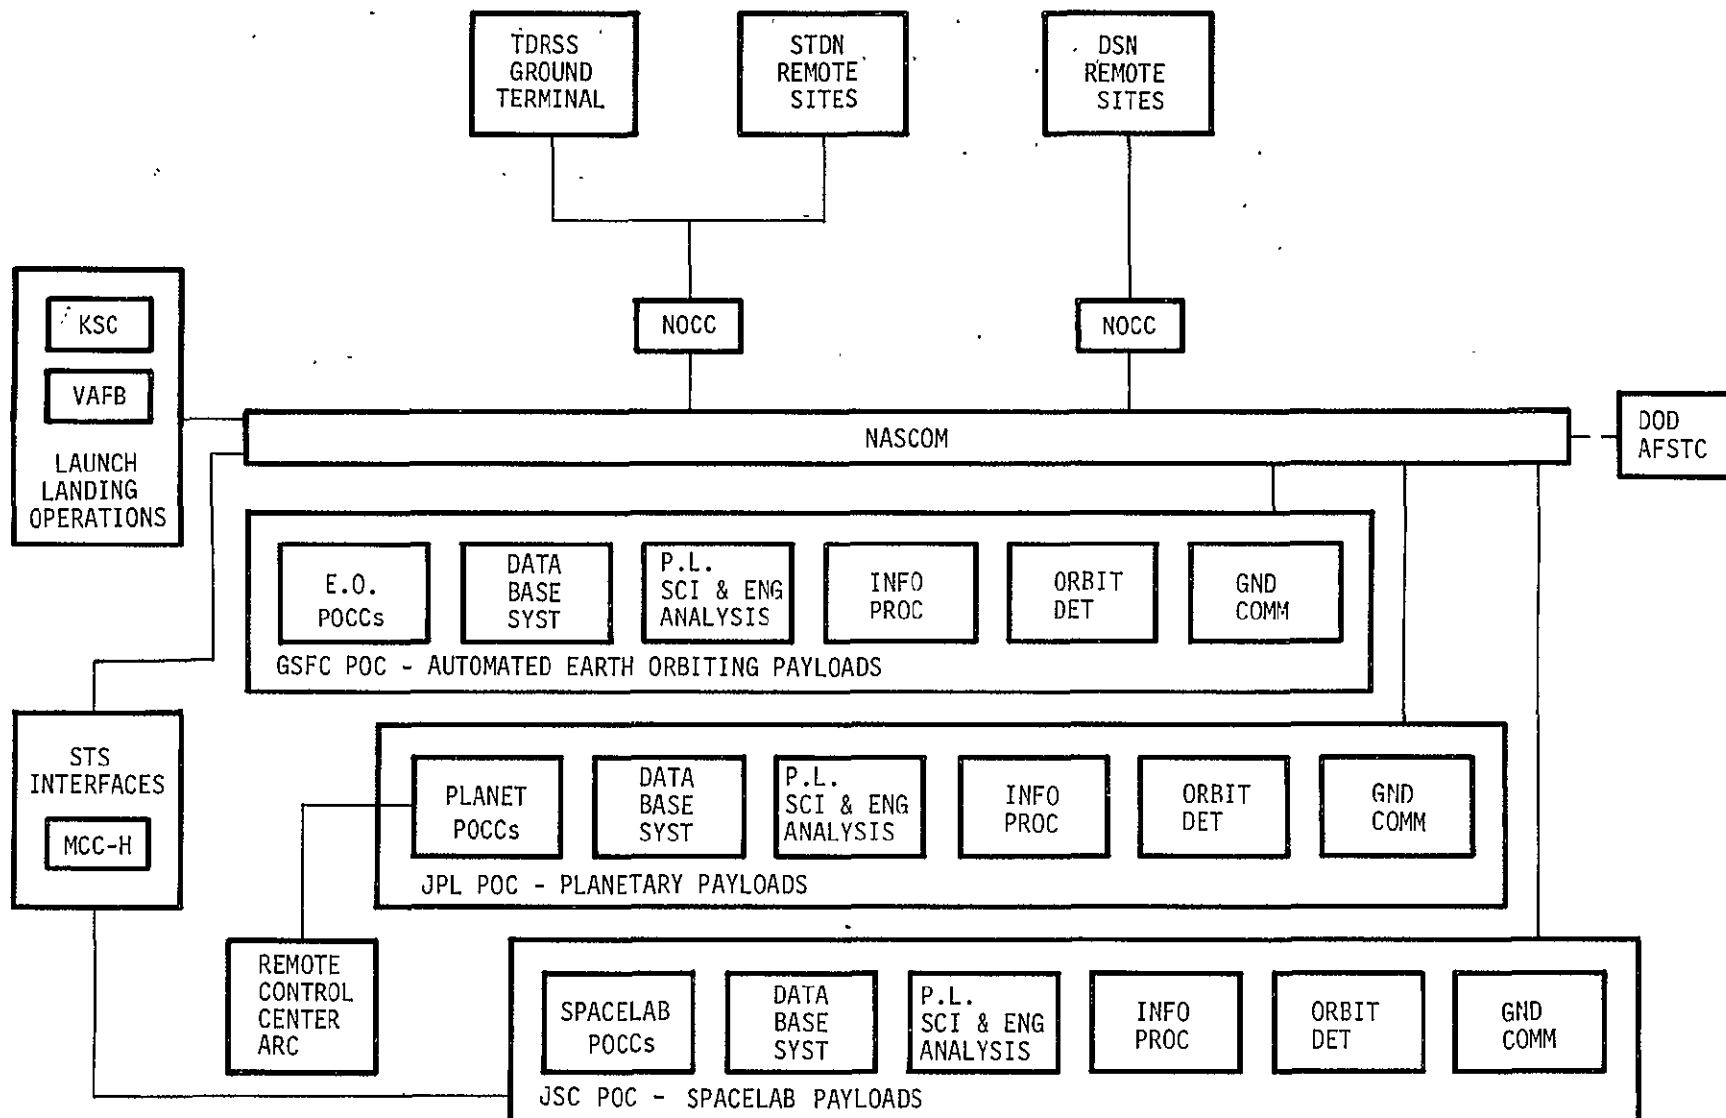 TDRSS
GROUND
TERMINAL
STDN
REMOTE
SITES
DSN
REMOTE
SITES
KSC
VAFB
LAUNCH
LANDING
OPERATIONS
NOCC
NOCC
NASCOM
DOD
AFSTC
E.O.
POCCs
DATA
BASE
SYST
P.L.
SCI & ENG
ANALYSIS
INFO
PROC
ORBIT
DET
GND
COMM
GSFC POC - AUTOMATED EARTH ORBITING PAYLOADS
STS
INTERFACES
MCC-H
PLANET
POCCs
DATA
BASE
SYST
P.L.
SCI & ENG
ANALYSIS
INFO
PROC
ORBIT
DET
GND
COMM
JPL POC - PLANETARY PAYLOADS
REMOTE
CONTROL
CENTER
ARC
SPACELAB
POCCs
DATA
BASE
SYST
P.L.
SCI & ENG
ANALYSIS
INFO
PROC
ORBIT
DET
GND
COMM
JSC POC - SPACELAB PAYLOADS